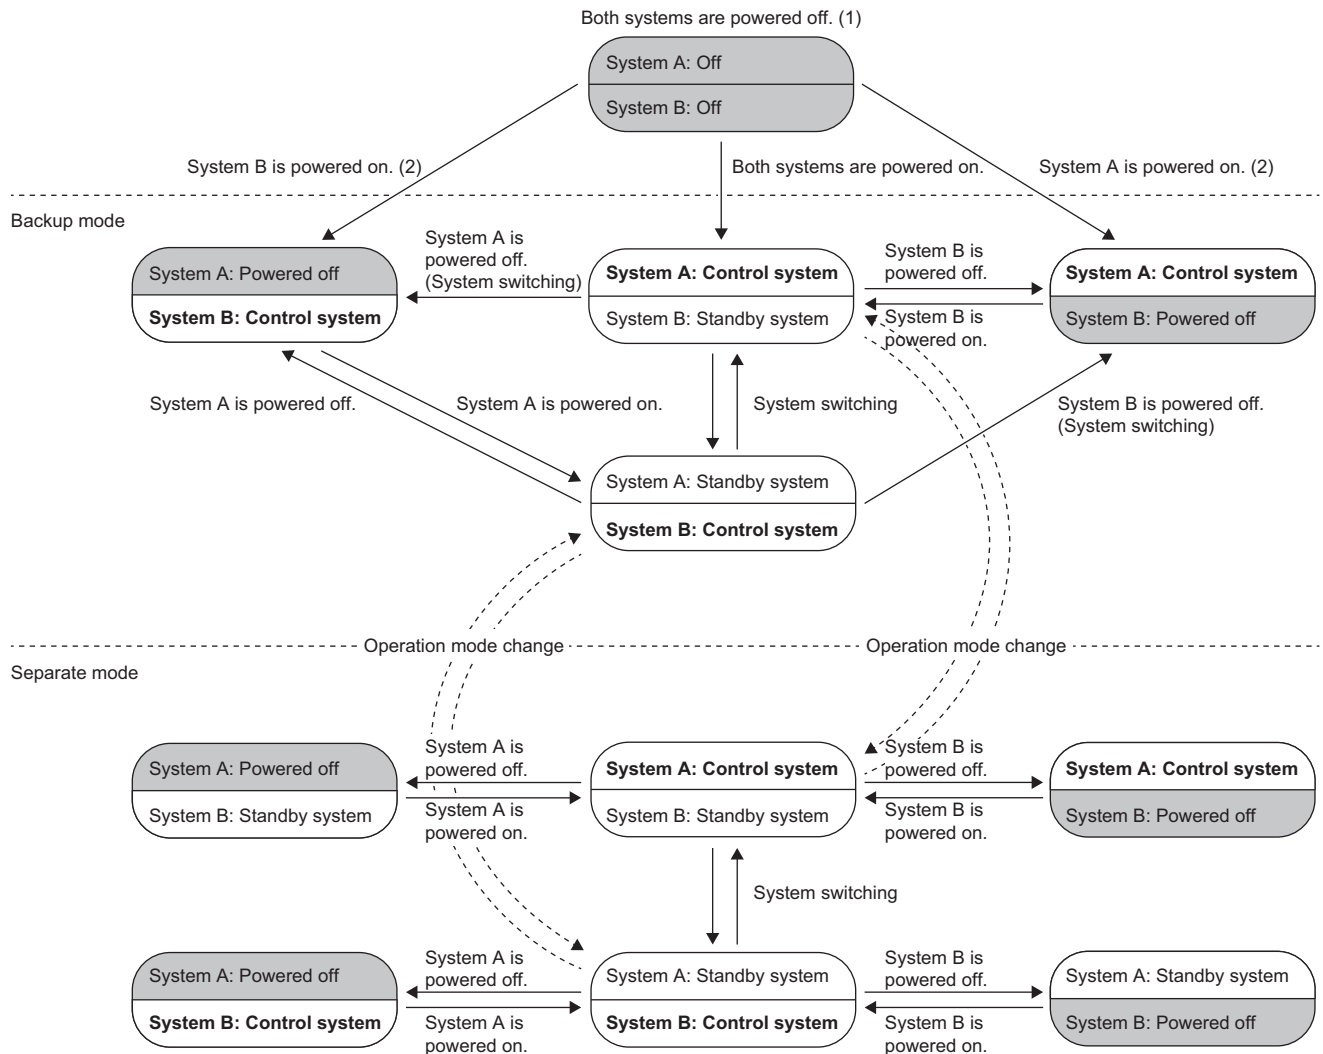 Both systems are powered off. (1)
System A: Off
System B: Off
System B is powered on. (2)
Both systems are powered on.
System A is powered on. (2)
Backup mode
System A: Powered off
System B: Control system
System A is
powered off.
(System switching)
System A: Control system
System B: Standby system
System B is
powered off.
System B is
powered on.
System A: Control system
System B: Powered off
System A is powered off.
System A is powered on.
System switching
System B is powered off.
(System switching)
System A: Standby system
System B: Control system
Operation mode change
Operation mode change
Separate mode
System A: Powered off
System B: Standby system
System A is
powered off.
System A is
powered on.
System A: Control system
System B: Standby system
System B is
powered off.
System B is
powered on.
System A: Control system
System B: Powered off
System switching
System A: Powered off
System B: Control system
System A is
powered off.
System A is
powered on.
System A: Standby system
System B: Control system
System B is
powered off.
System B is
powered on.
System A: Standby system
System B: Powered off